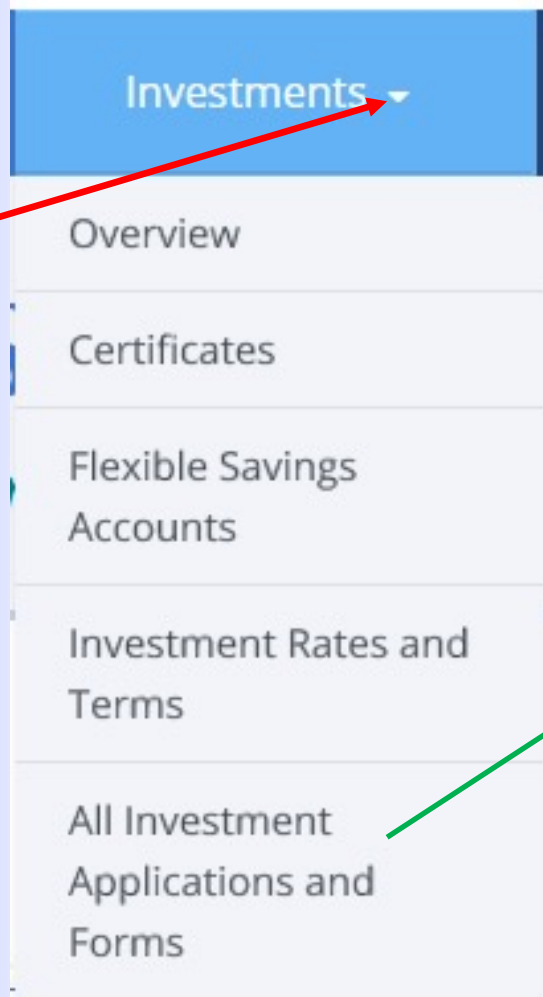 Investments
Overview
Certificates
Flexible Savings
Accounts
Investment Rates and
Terms
All Investment
Applications and
Forms